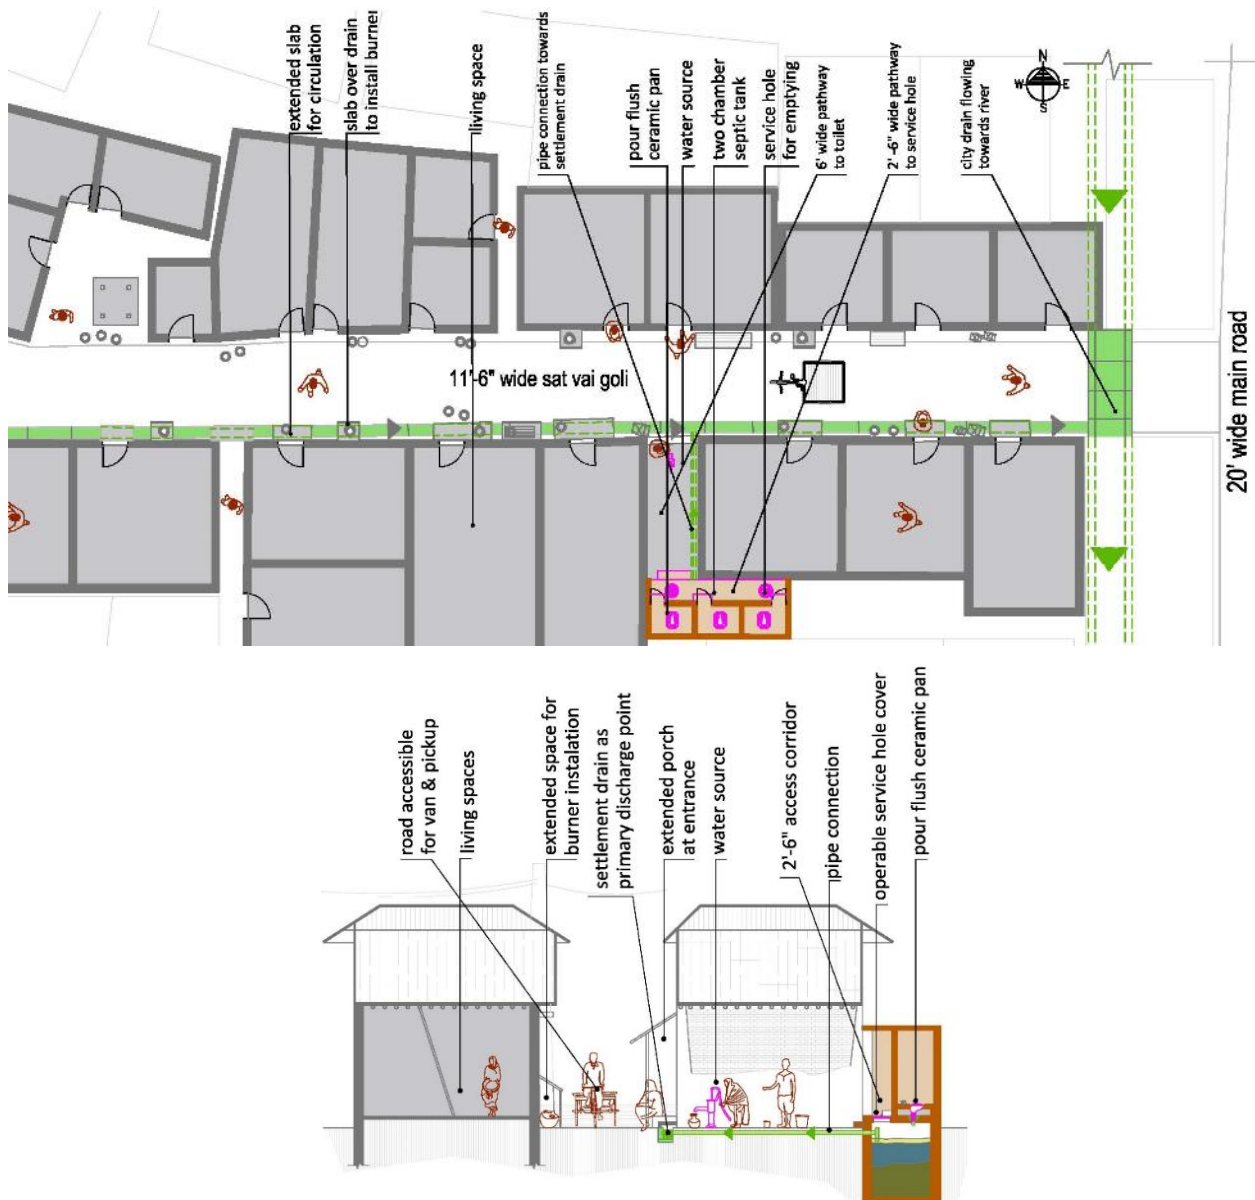 extended slab
for circulation
slab over drain
to install burner
living space
pipe connection towards
settlement drain
pour flush
ceramic pan
water source
two chamber
septic tank
service hole
for emptying
6' wide pathway
to toilet
2' -6" wide pathway
to service hole
city drain flowing
towards river
N
W E
S
11'-6" wide sat vai goli
20' wide main road
road accessible
for van & pickup
living spaces
extended space for
burner instalation
settlement drain as
primary discharge point
extended porch
at entrance
water source
2'-6" access corridor
pipe connection
operable service hole cover
pour flush ceramic pan